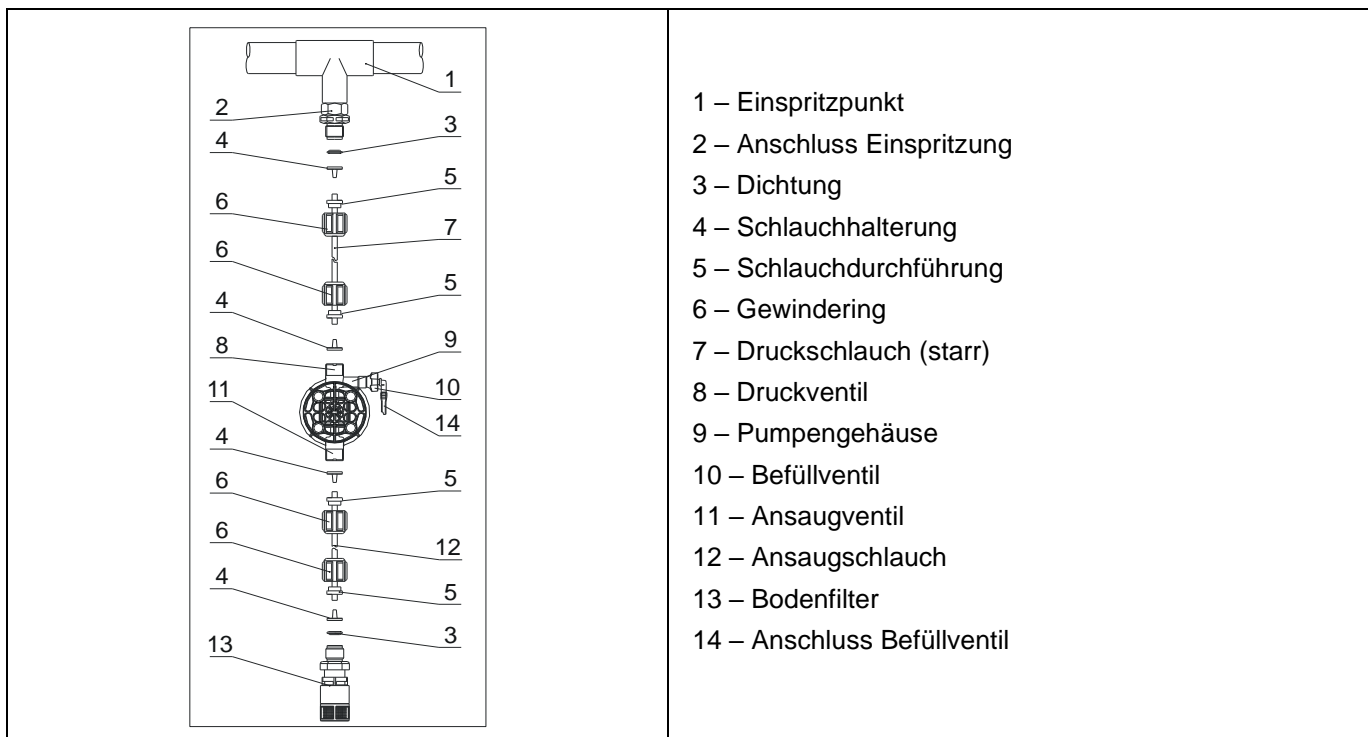 1
2
3
4
5
6
7
6
5
4
8
9
10
11
14
4
5
6
12
6
5
4
3
13
1 – Einspritzpunkt
2 – Anschluss Einspritzung
3 – Dichtung
4 – Schlauchhalterung
5 – Schlauchdurchführung
6 – Gewindering
7 – Druckschlauch (starr)
8 – Druckventil
9 – Pumpengehäuse
10 – Befüllventil
11 – Ansaugventil
12 – Ansaugschlauch
13 – Bodenfilter
14 – Anschluss Befüllventil